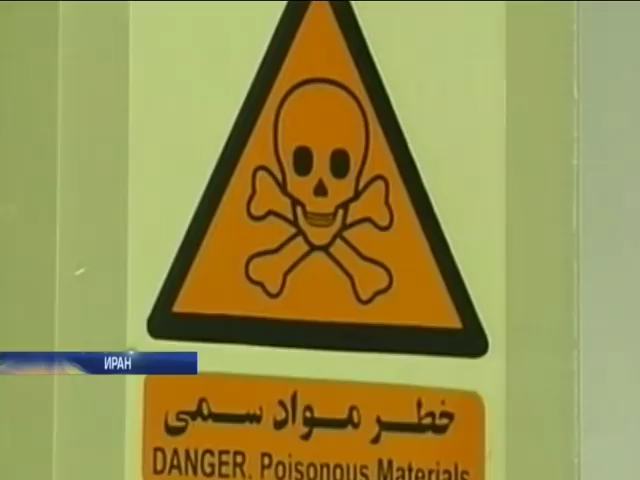 ИРАН
خطر مواد سمی
DANGER, Poisonous Materials